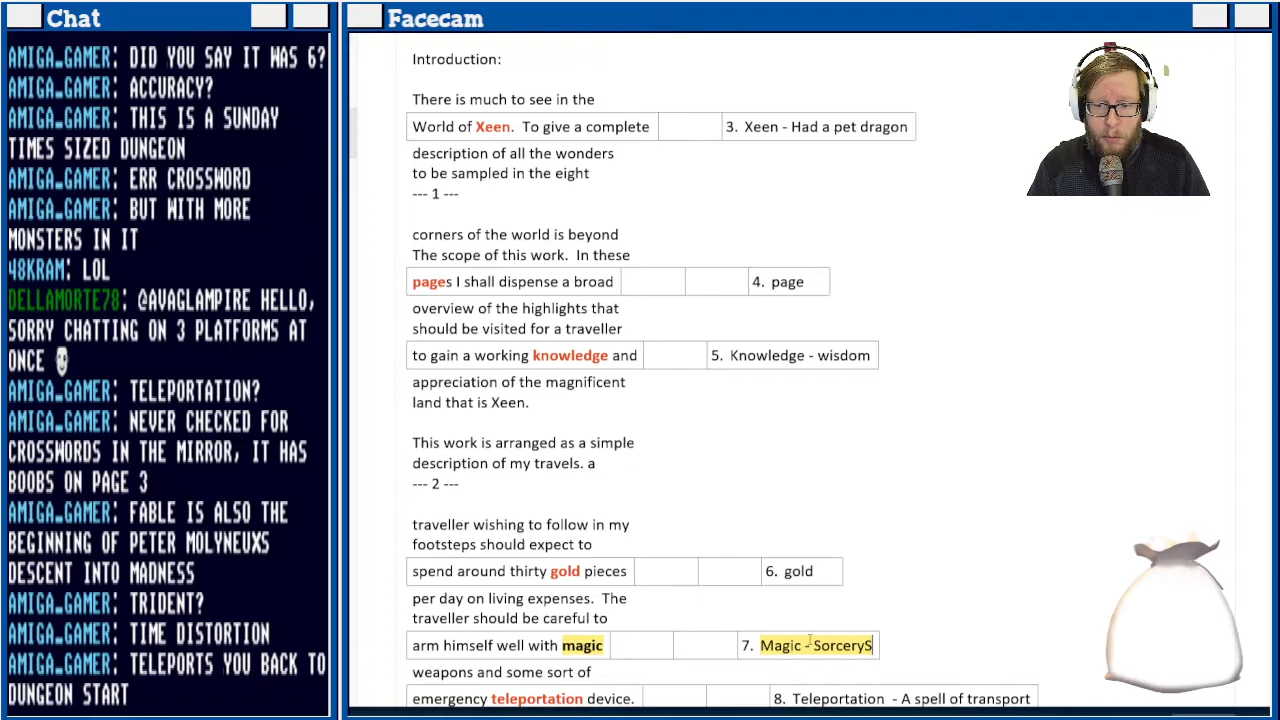 Chat
AMIGA_GAMER: DID YOU SAY IT WAS 6?
AMIGA_GAMER: ACCURACY?
AMIGA_GAMER: THIS IS A SUNDAY
TIMES SIZED DUNGEON
AMIGA_GAMER: ERR CROSSWORD
AMIGA_GAMER: BUT WITH MORE
MONSTERS IN IT
48KRAM: LOL
DELLAMORTE78: @AVAGLAMPIRE HELLO,
SORRY CHATTING ON 3 PLATFORMS AT
ONCE
AMIGA_GAMER: TELEPORTATION?
AMIGA_GAMER: NEVER CHECKED FOR
CROSSWORDS IN THE MIRROR, IT HAS
BOOBS ON PAGE 3
AMIGA_GAMER: FABLE IS ALSO THE
BEGINNING OF PETER MOLYNEUXS
DESCENT INTO MADNESS
AMIGA_GAMER: TRIDENT?
AMIGA_GAMER: TIME DISTORTION
AMIGA_GAMER: TELEPORTS YOU BACK TO
DUNGEON START
Facecam
Introduction:
There is much to see in the
World of Xeen. To give a complete 3. Xeen - Had a pet dragon
description of all the wonders
to be sampled in the eight
--- 1 ---
corners of the world is beyond
The scope of this work. In these
pages I shall dispense a broad 4. page
overview of the highlights that
should be visited for a traveller
to gain a working knowledge and 5. Knowledge - wisdom
appreciation of the magnificent
land that is Xeen.
This work is arranged as a simple
description of my travels. a
--- 2 ---
traveller wishing to follow in my
footsteps should expect to
spend around thirty gold pieces 6. gold
per day on living expenses. The
traveller should be careful to
arm himself well with magic 7. Magic - SorceryS
weapons and some sort of
emergency teleportation device. 8. Teleportation - A spell of transport